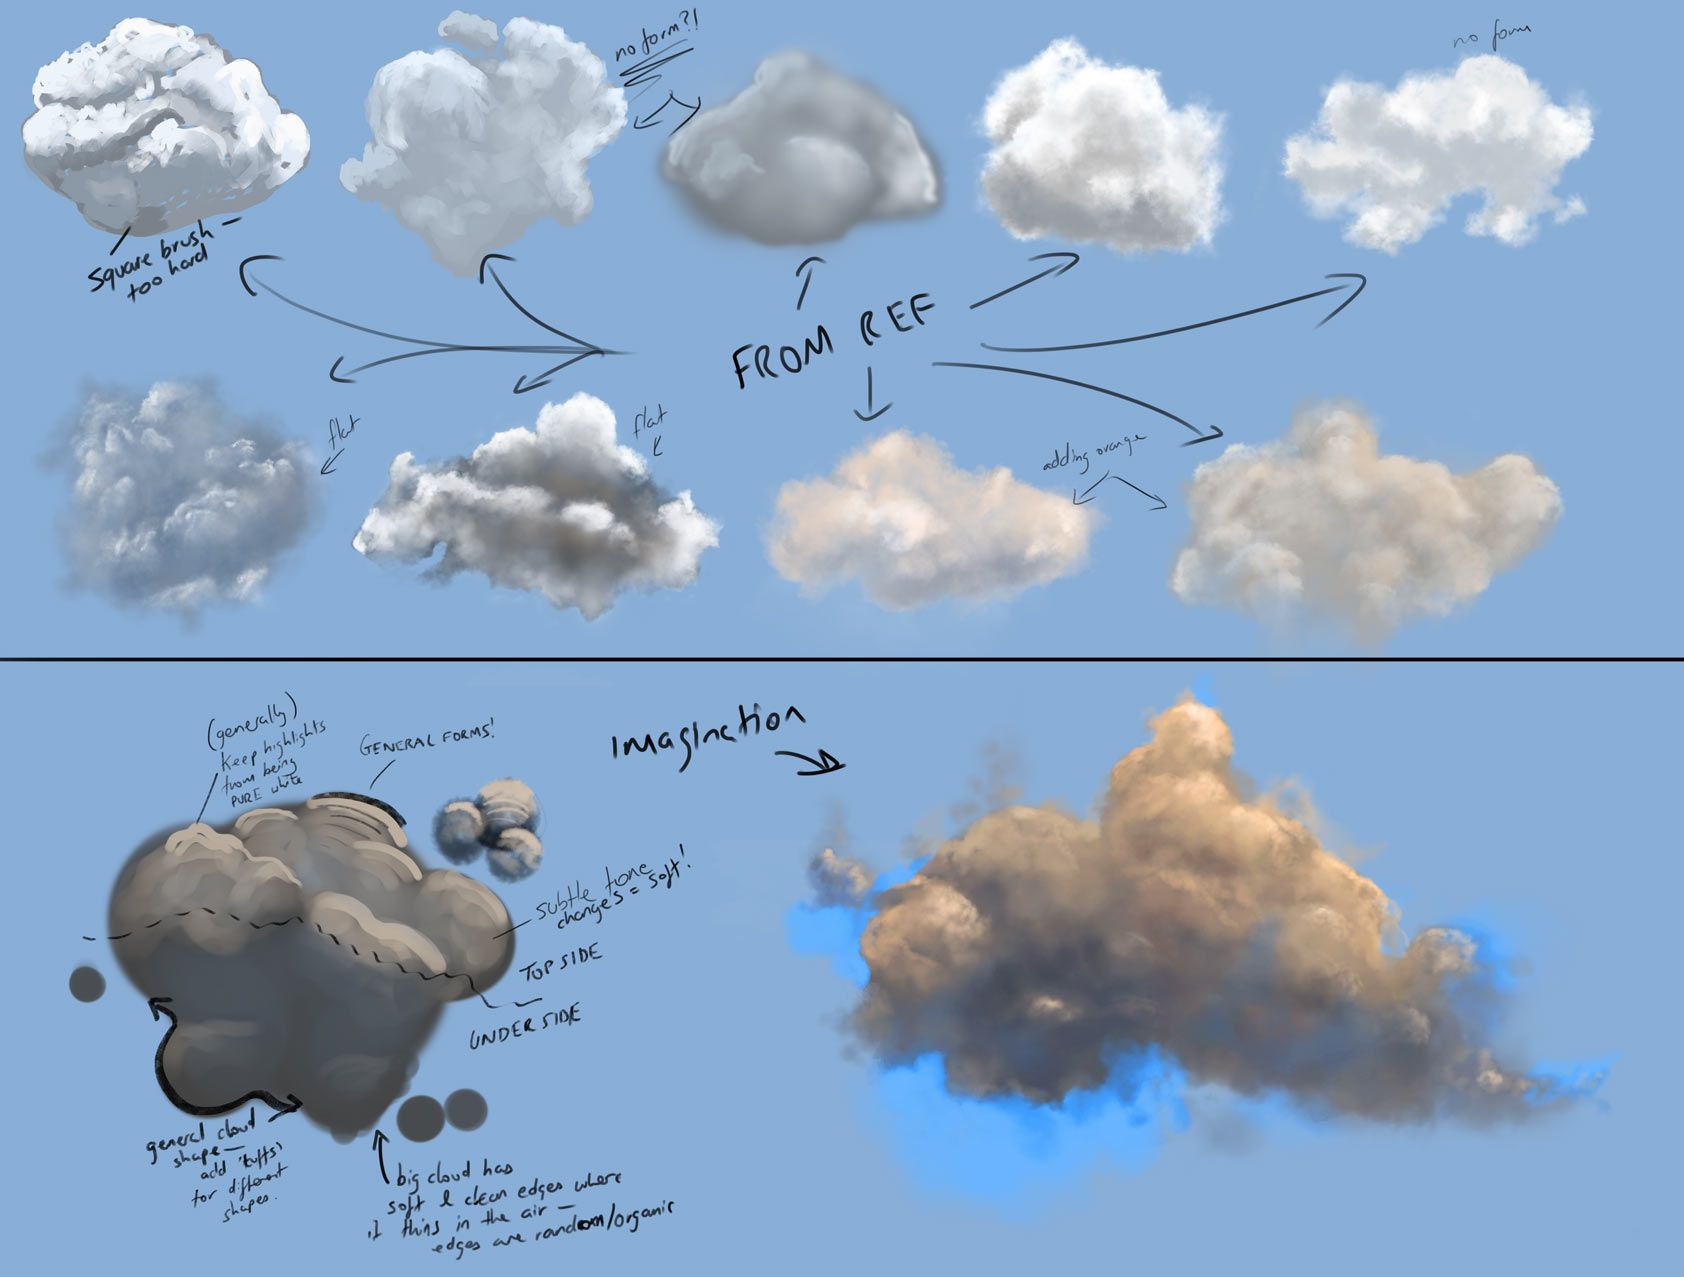 no form?!
no form
Square brush
too hard
FROM REF
flat
flat
adding orange
Imagination
(generally)
keep highlights
from being
PURE white
GENERAL FORMS!
subtle tone
changes = soft!
TOP SIDE
UNDER SIDE
general cloud
shape —
add 'tuffs'
for different
shapes.
big cloud has
soft & clean edges where
it thins in the air —
edges are random/organic